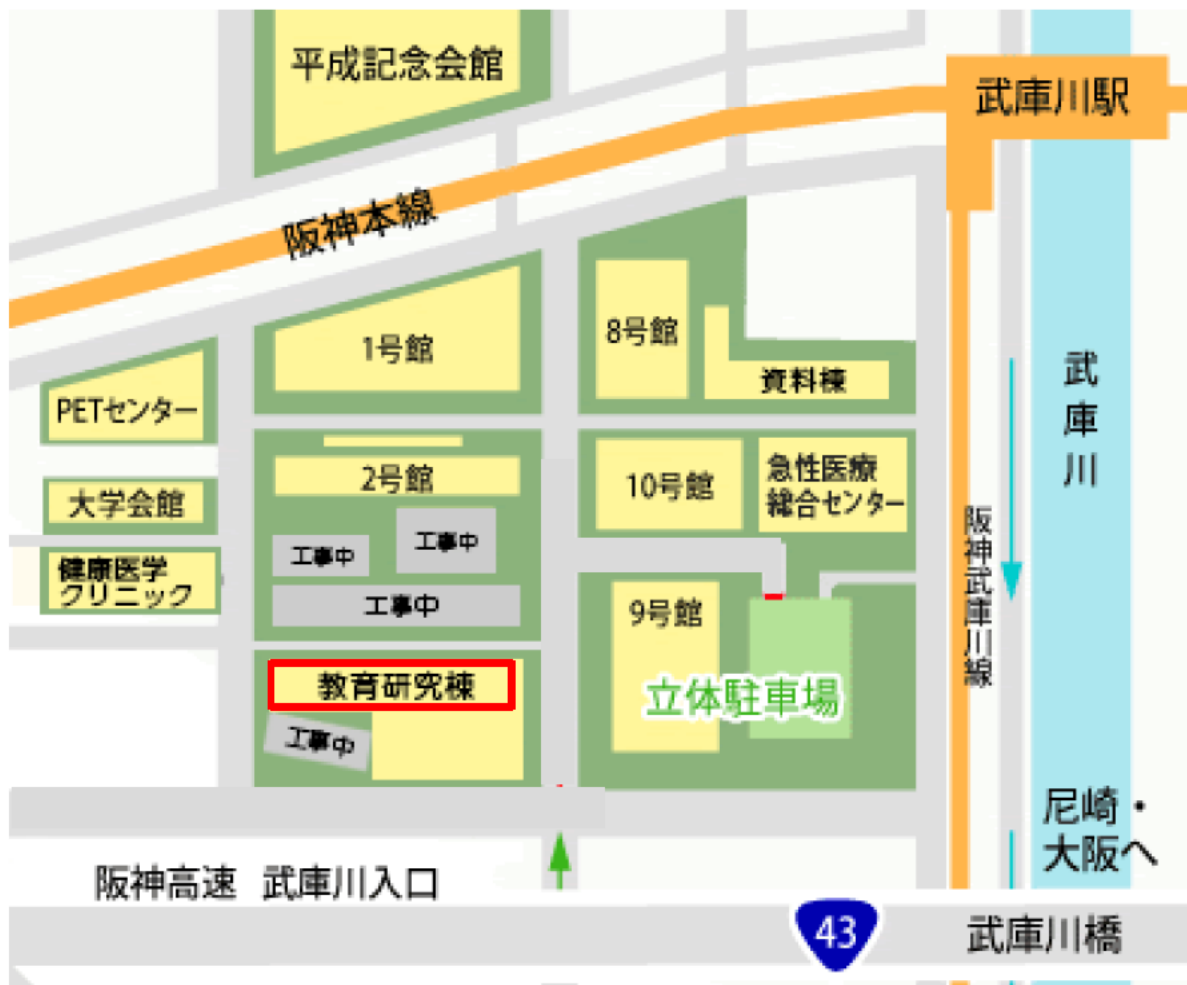 平成記念会館
武庫川駅
阪神本線
1号館
8号館
資料棟
PETセンター
2号館
10号館
急性医療
総合センター
大学会館
工事中
工事中
健康医学
クリニック
工事中
9号館
教育研究棟
立体駐車場
工事中
武庫川
阪神武庫川線
尼崎・
大阪へ
阪神高速 武庫川入口
43
武庫川橋